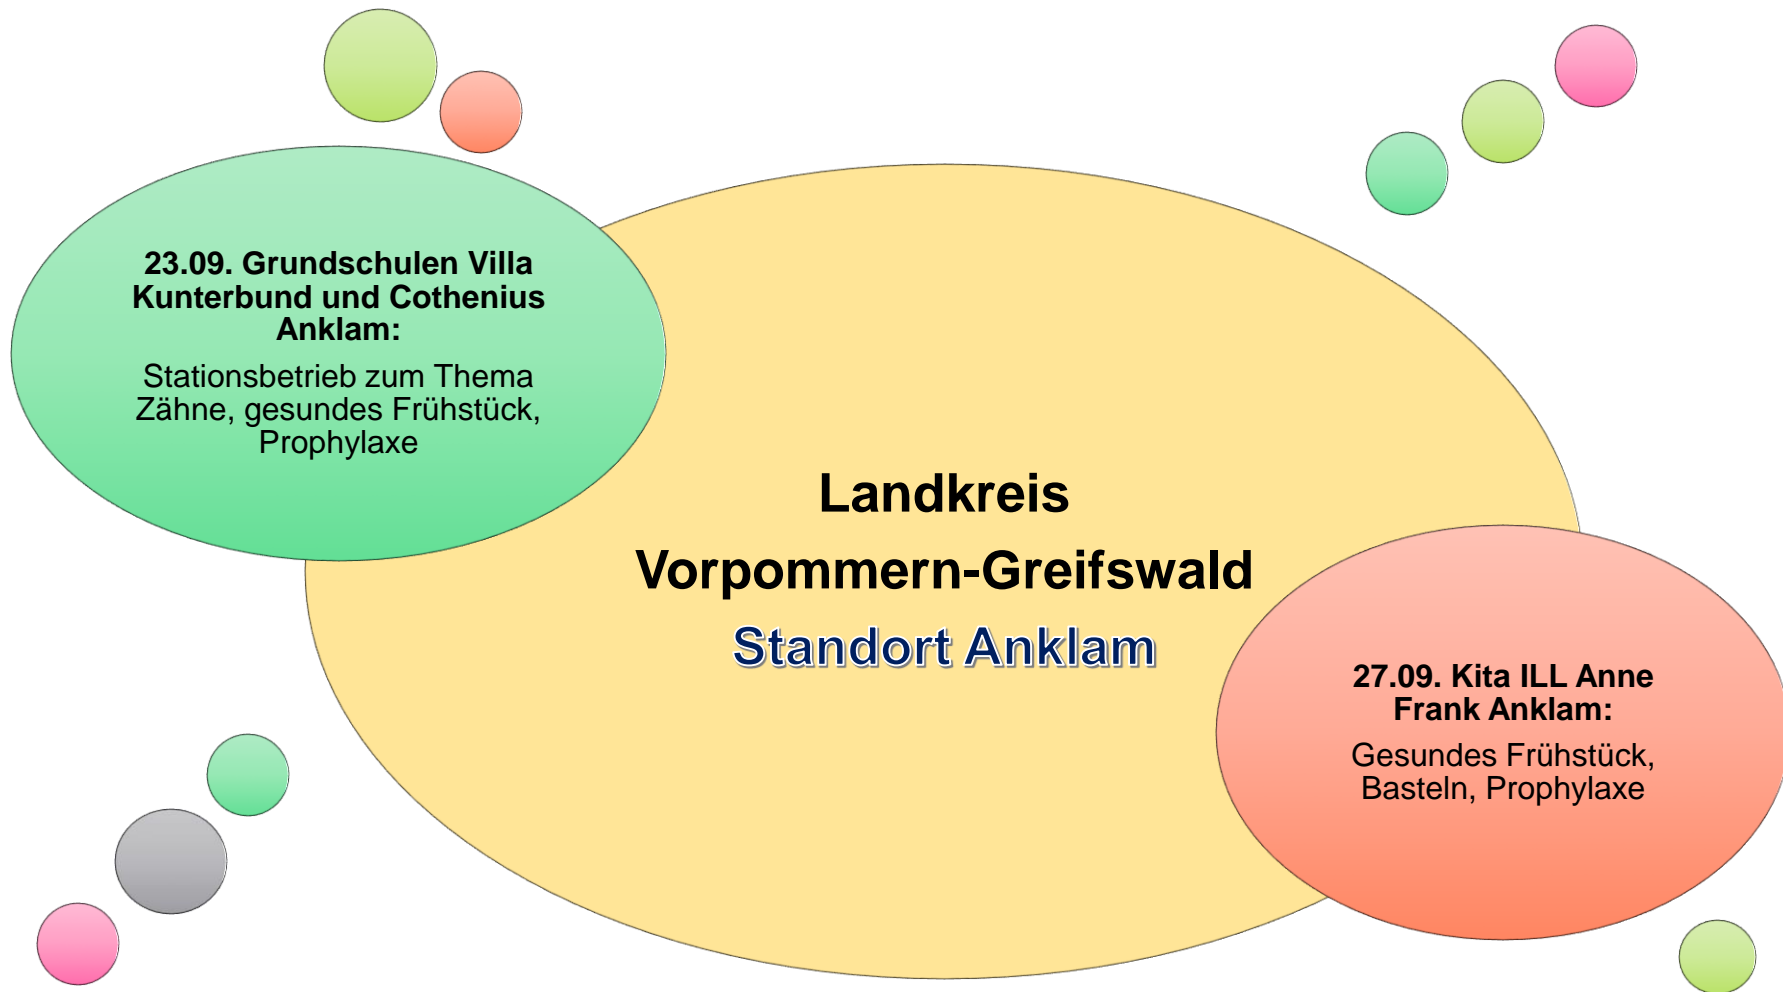 23.09. Grundschulen Villa
Kunterbund und Cothenius
Anklam:
Stationsbetrieb zum Thema
Zähne, gesundes Frühstück,
Prophylaxe
Landkreis
Vorpommern-Greifswald
Standort Anklam
27.09. Kita ILL Anne
Frank Anklam:
Gesundes Frühstück,
Basteln, Prophylaxe